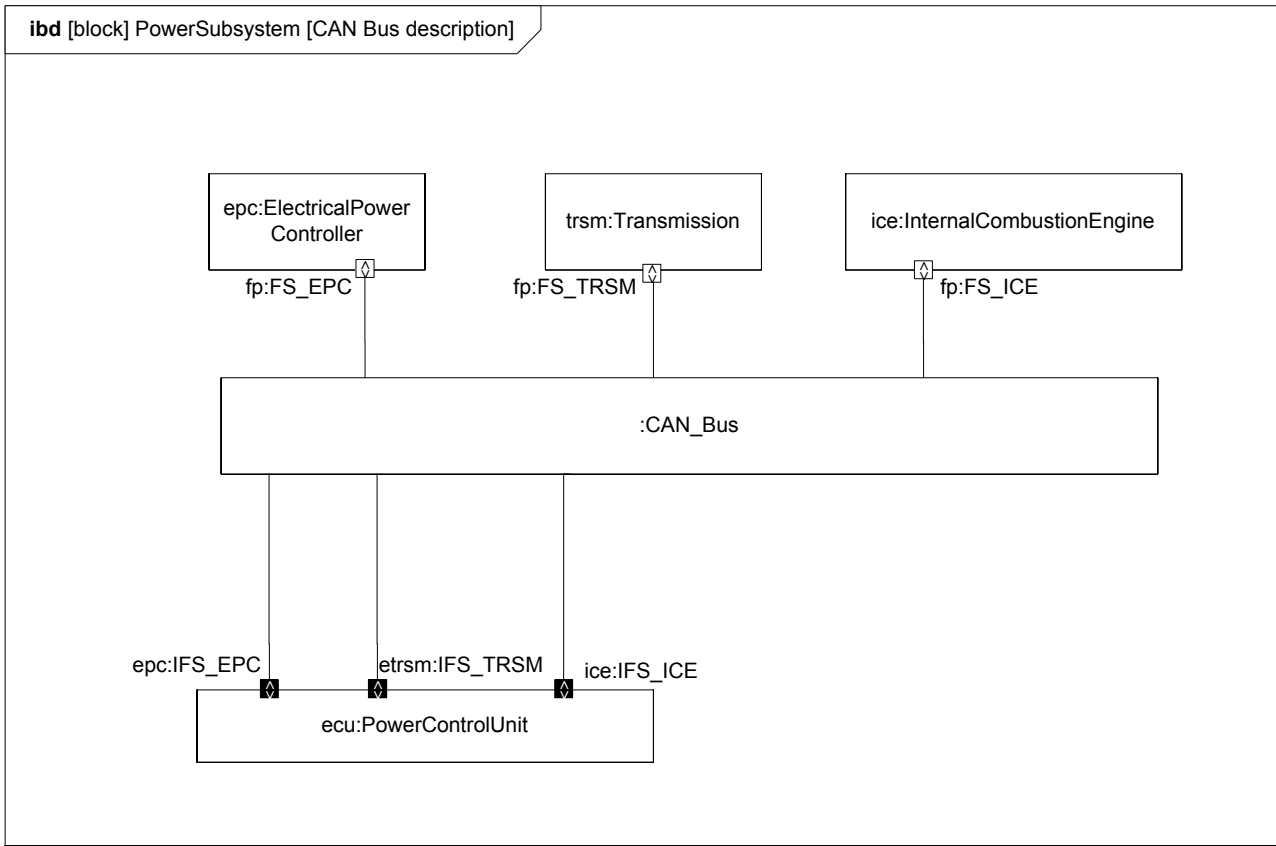 ibd [block] PowerSubsystem [CAN Bus description]
epc:ElectricalPower
Controller
trsm:Transmission
ice:InternalCombustionEngine
fp:FS_EPC
fp:FS_TRSM
fp:FS_ICE
:CAN_Bus
epc:IFS_EPC
etrsm:IFS_TRSM
ice:IFS_ICE
ecu:PowerControlUnit